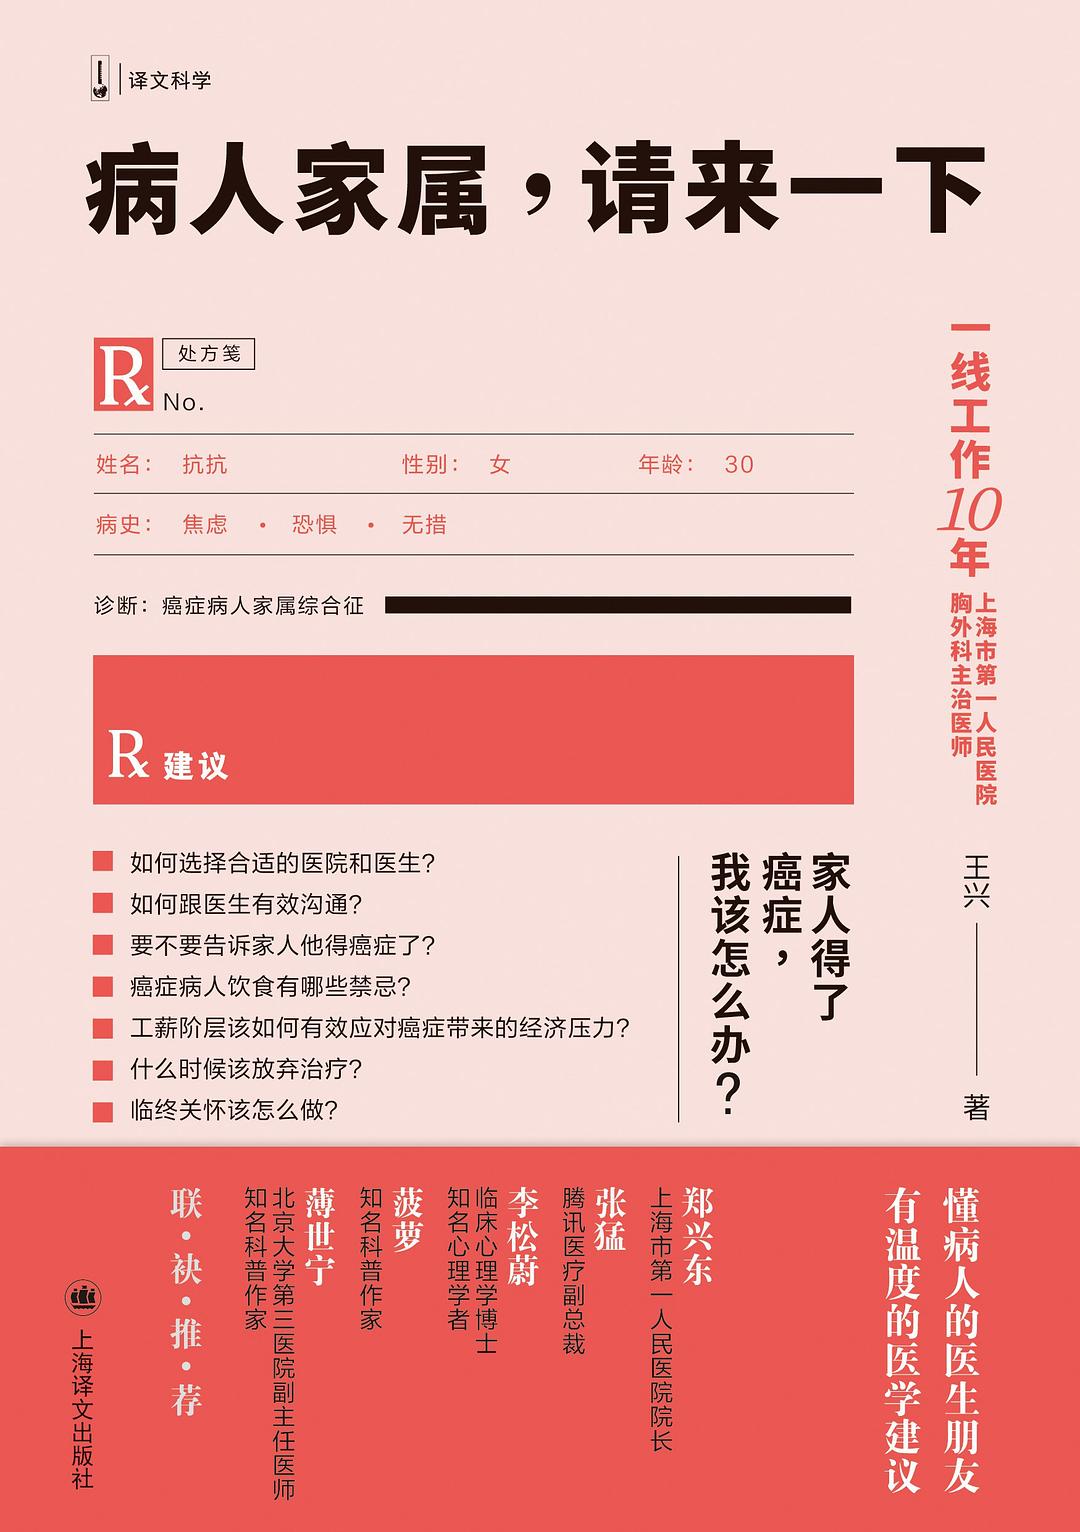 译文科学
病人家属，请来一下
Rx 处方笺
No.
姓名： 抗抗 性别： 女 年龄： 30
病史： 焦虑 · 恐惧 · 无措
诊断：癌症病人家属综合征
Rx 建议
一线工作10年
上海市第一人民医院
胸外科主治医师
王兴 著
家人得了
癌症，
我该怎么办？
如何选择合适的医院和医生？
如何跟医生有效沟通？
要不要告诉家人他得癌症了？
癌症病人饮食有哪些禁忌？
工薪阶层该如何有效应对癌症带来的经济压力？
什么时候该放弃治疗？
临终关怀该怎么做？
懂病人的医生朋友
有温度的医学建议
郑兴东
上海市第一人民医院院长
张猛
腾讯医疗副总裁
李松蔚
临床心理学博士
知名心理学者
菠萝
知名科普作家
薄世宁
北京大学第三医院副主任医师
知名科普作家
联·袂·推·荐
上海译文出版社